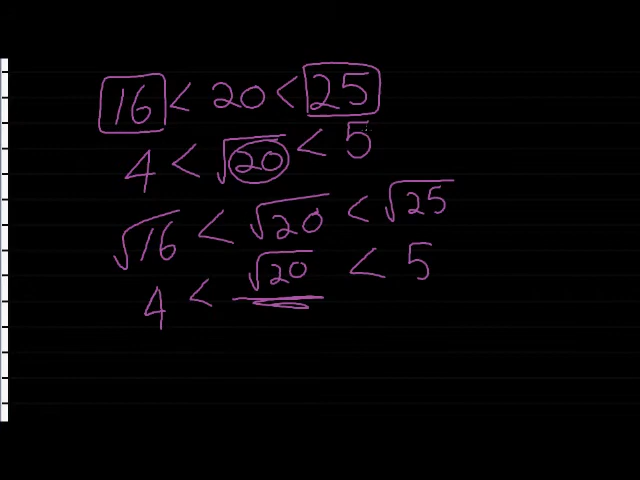 16 < 20 < 25
4 < √20 < 5
√16 < √20 < √25
4 < √20 < 5